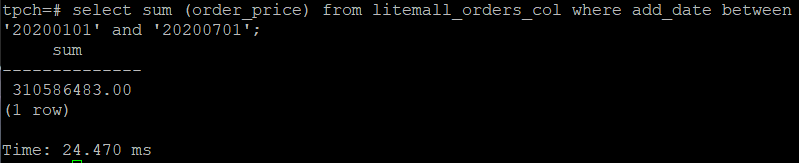 tpch=# select sum (order_price) from litemall_orders_col where add_date between
'20200101' and '20200701';
     sum
--------------
 310586483.00
(1 row)

Time: 24.470 ms